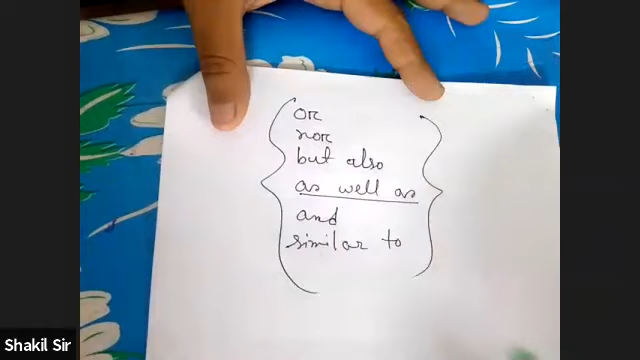 or
nor
but also
as well as
and
similar to
Shakil Sir